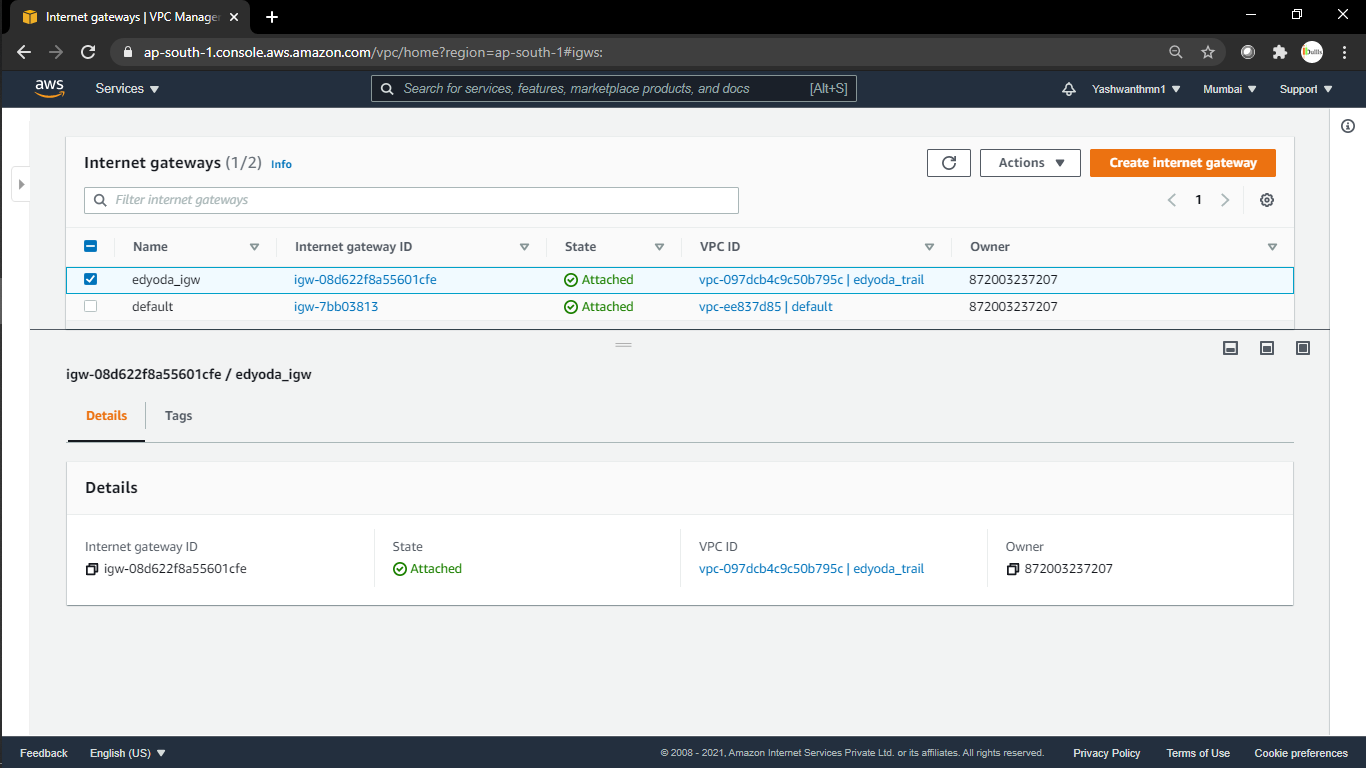 Internet gateways | VPC Manage
ap-south-1.console.aws.amazon.com/vpc/home?region=ap-south-1#igws:
aws Services Search for services, features, marketplace products, and docs [Alt+S] Yashwanthmn1 Mumbai Support
Internet gateways (1/2) Info Actions Create internet gateway
Filter internet gateways 1
Name Internet gateway ID State VPC ID Owner
edyoda_igw igw-08d622f8a55601cfe Attached vpc-097dcb4c9c50b795c | edyoda_trail 872003237207
default igw-7bb03813 Attached vpc-ee837d85 | default 872003237207
igw-08d622f8a55601cfe / edyoda_igw
Details Tags
Details
Internet gateway ID State VPC ID Owner
igw-08d622f8a55601cfe Attached vpc-097dcb4c9c50b795c | edyoda_trail 872003237207
Feedback English (US) © 2008 - 2021, Amazon Internet Services Private Ltd. or its affiliates. All rights reserved. Privacy Policy Terms of Use Cookie preferences